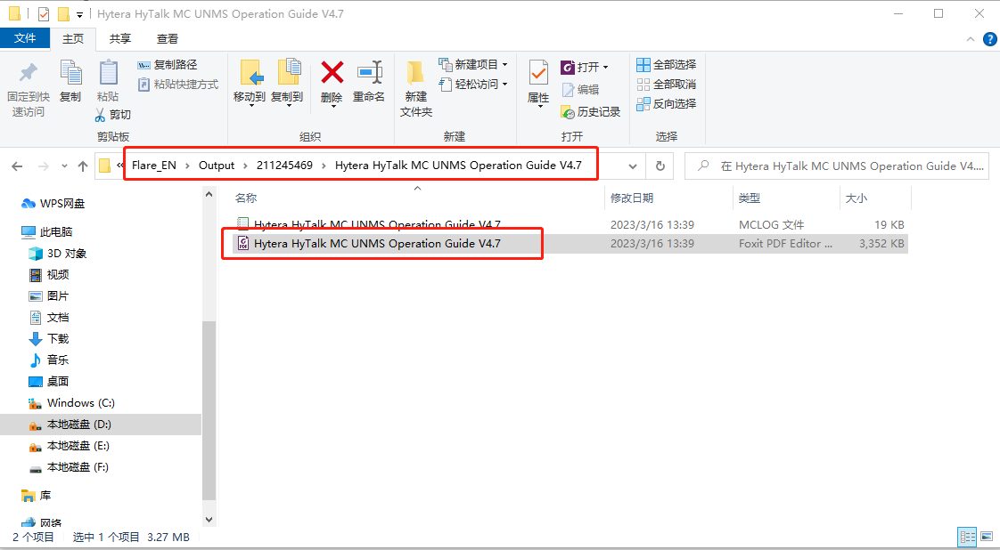 Hytera HyTalk MC UNMS Operation Guide V4.7
文件 主页 共享 查看
固定到快速访问
复制
粘贴
复制路径
粘贴快捷方式
剪切
剪贴板
移动到 复制到 删除 重命名
组织
新建文件夹
新建项目
轻松访问
新建
属性
打开
编辑
历史记录
打开
全部选择
全部取消
反向选择
选择
« Flare_EN › Output › 211245469 › Hytera HyTalk MC UNMS Operation Guide V4.7
在 Hytera HyTalk MC UNMS Operation Guide V4....
WPS网盘
此电脑
3D 对象
视频
图片
文档
下载
音乐
桌面
Windows (C:)
本地磁盘 (D:)
本地磁盘 (E:)
本地磁盘 (F:)
库
网络
名称 修改日期 类型 大小
Hytera HyTalk MC UNMS Operation Guide V4.7 2023/3/16 13:39 MCLOG 文件 19 KB
Hytera HyTalk MC UNMS Operation Guide V4.7 2023/3/16 13:39 Foxit PDF Editor ... 3,352 KB
2 个项目 选中 1 个项目 3.27 MB